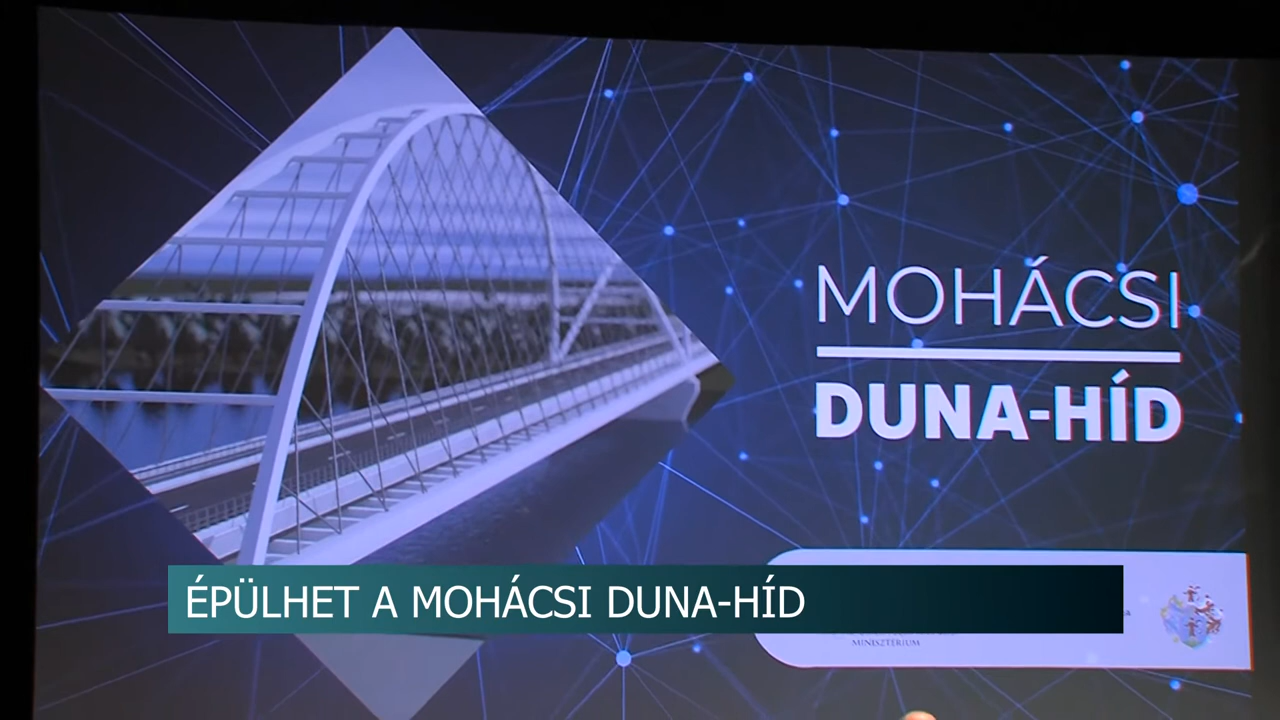 MOHÁCSI
DUNA-HÍD
ÉPÜLHET A MOHÁCSI DUNA-HÍD
MINISZTÉRIUM